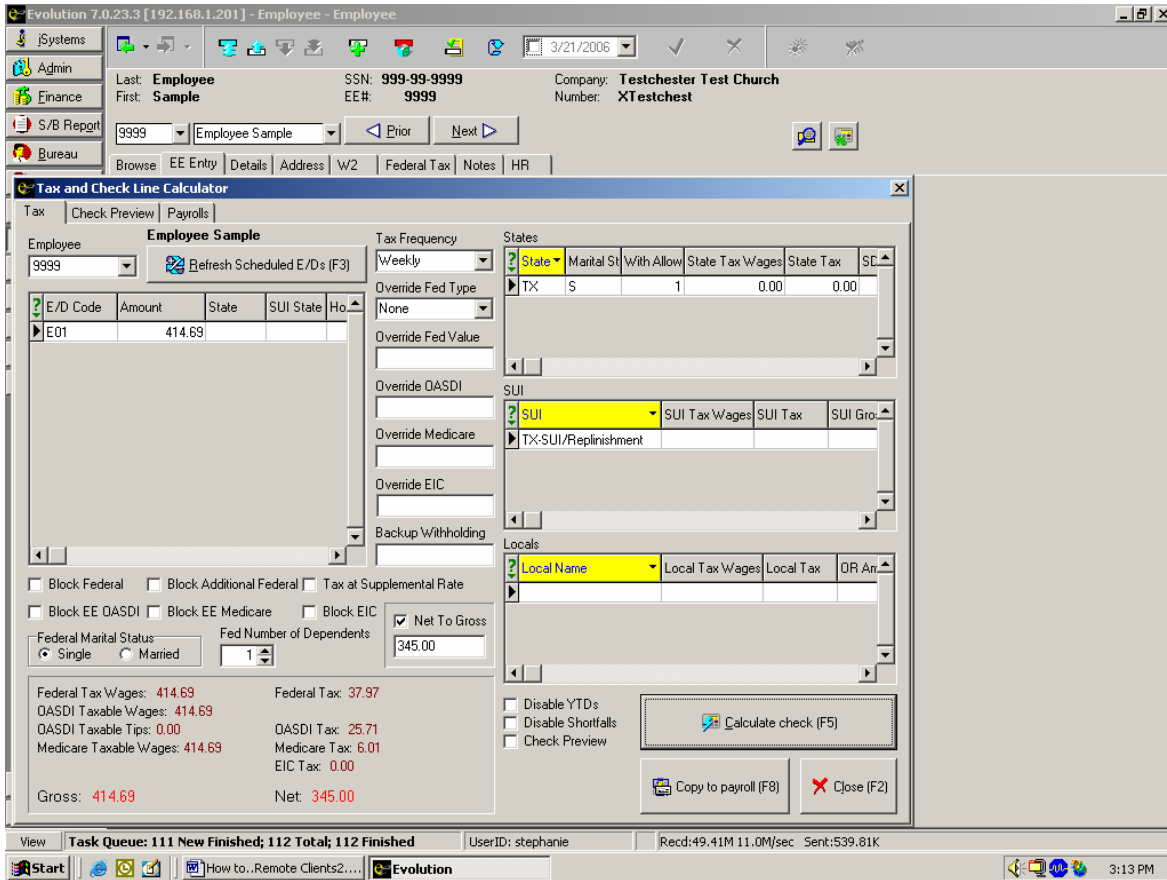 Evolution 7.0.23.3 [192.168.1.201] - Employee - Employee
iSystems
Admin
Finance
S/B Report
Bureau
3/21/2006
Last: Employee SSN: 999-99-9999 Company: Testchester Test Church
First: Sample EE#: 9999 Number: XTestchest
9999 Employee Sample Prior Next
Browse EE Entry Details Address W2 Federal Tax Notes HR
Tax and Check Line Calculator
Tax Check Preview Payrolls
Employee Employee Sample
9999 Refresh Scheduled E/Ds (F3)
E/D Code Amount State SUI State Ho
E01 414.69
Tax Frequency
Weekly
Override Fed Type
None
Override Fed Value
Override OASDI
Override Medicare
Override EIC
Backup Withholding
States
? State Marital St With Allow State Tax Wages State Tax SD
TX S 1 0.00 0.00
SUI
? SUI SUI Tax Wages SUI Tax SUI Gro
TX-SUI/Replinishment
Locals
? Local Name Local Tax Wages Local Tax OR Am
Block Federal Block Additional Federal Tax at Supplemental Rate
Block EE OASDI Block EE Medicare Block EIC
Net To Gross
345.00
Federal Marital Status
Single Married
Fed Number of Dependents
1
Federal Tax Wages: 414.69 Federal Tax: 37.97
OASDI Taxable Wages: 414.69
OASDI Taxable Tips: 0.00 OASDI Tax: 25.71
Medicare Taxable Wages: 414.69 Medicare Tax: 6.01
EIC Tax: 0.00
Gross: 414.69 Net: 345.00
Disable YTDs
Disable Shortfalls
Check Preview
Calculate check (F5)
Copy to payroll (F8) Close (F2)
View Task Queue: 111 New Finished; 112 Total; 112 Finished UserID: stephanie Recd:49.41M 11.0M/sec Sent:539.81K
Start How to..Remote Clients2.... Evolution 3:13 PM